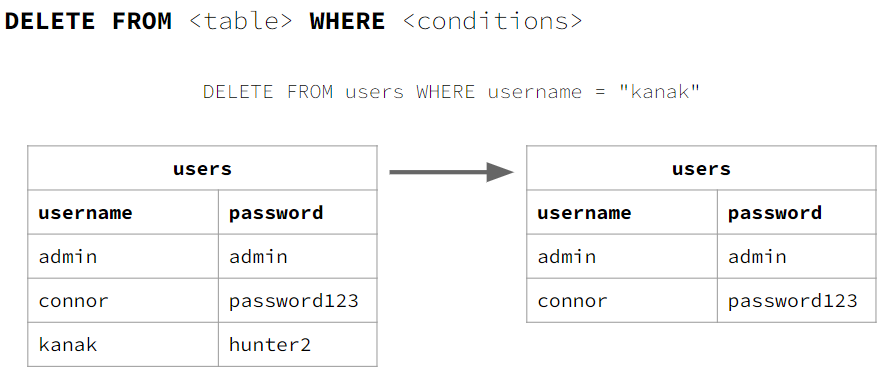 DELETE FROM <table> WHERE <conditions>
DELETE FROM users WHERE username = "kanak"
users
username password
admin admin
connor password123
kanak hunter2
users
username password
admin admin
connor password123